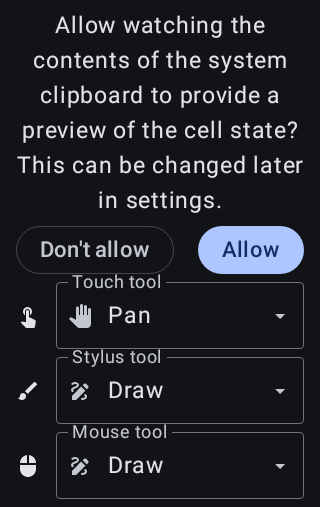 Allow watching the
contents of the system
clipboard to provide a
preview of the cell state?
This can be changed later
in settings.
Don't allow
Allow
Touch tool
Pan
Stylus tool
Draw
Mouse tool
Draw